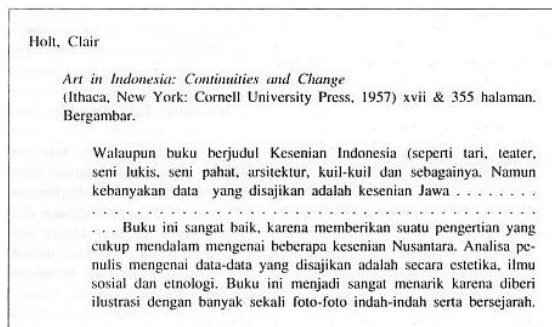 Holt, Clair
Art in Indonesia: Continuities and Change
(Ithaca, New York: Cornell University Press, 1957) xvii & 355 halaman.
Bergambar.
Walaupun buku berjudul Kesenian Indonesia (seperti tari, teater,
seni lukis, seni pahat, arsitektur, kuil-kuil dan sebagainya. Namun
kebanyakan data yang disajikan adalah kesenian Jawa . . . . . . . .
. . . . . . . . . . . . . . . . . . . . . . . . . . . . . . . . . . . . . . . . . . . . .
. . . Buku ini sangat baik, karena memberikan suatu pengertian yang
cukup mendalam mengenai beberapa kesenian Nusantara. Analisa pe-
nulis mengenai data-data yang disajikan adalah secara estetika, ilmu
sosial dan etnologi. Buku ini menjadi sangat menarik karena diberi
ilustrasi dengan banyak sekali foto-foto indah-indah serta bersejarah.